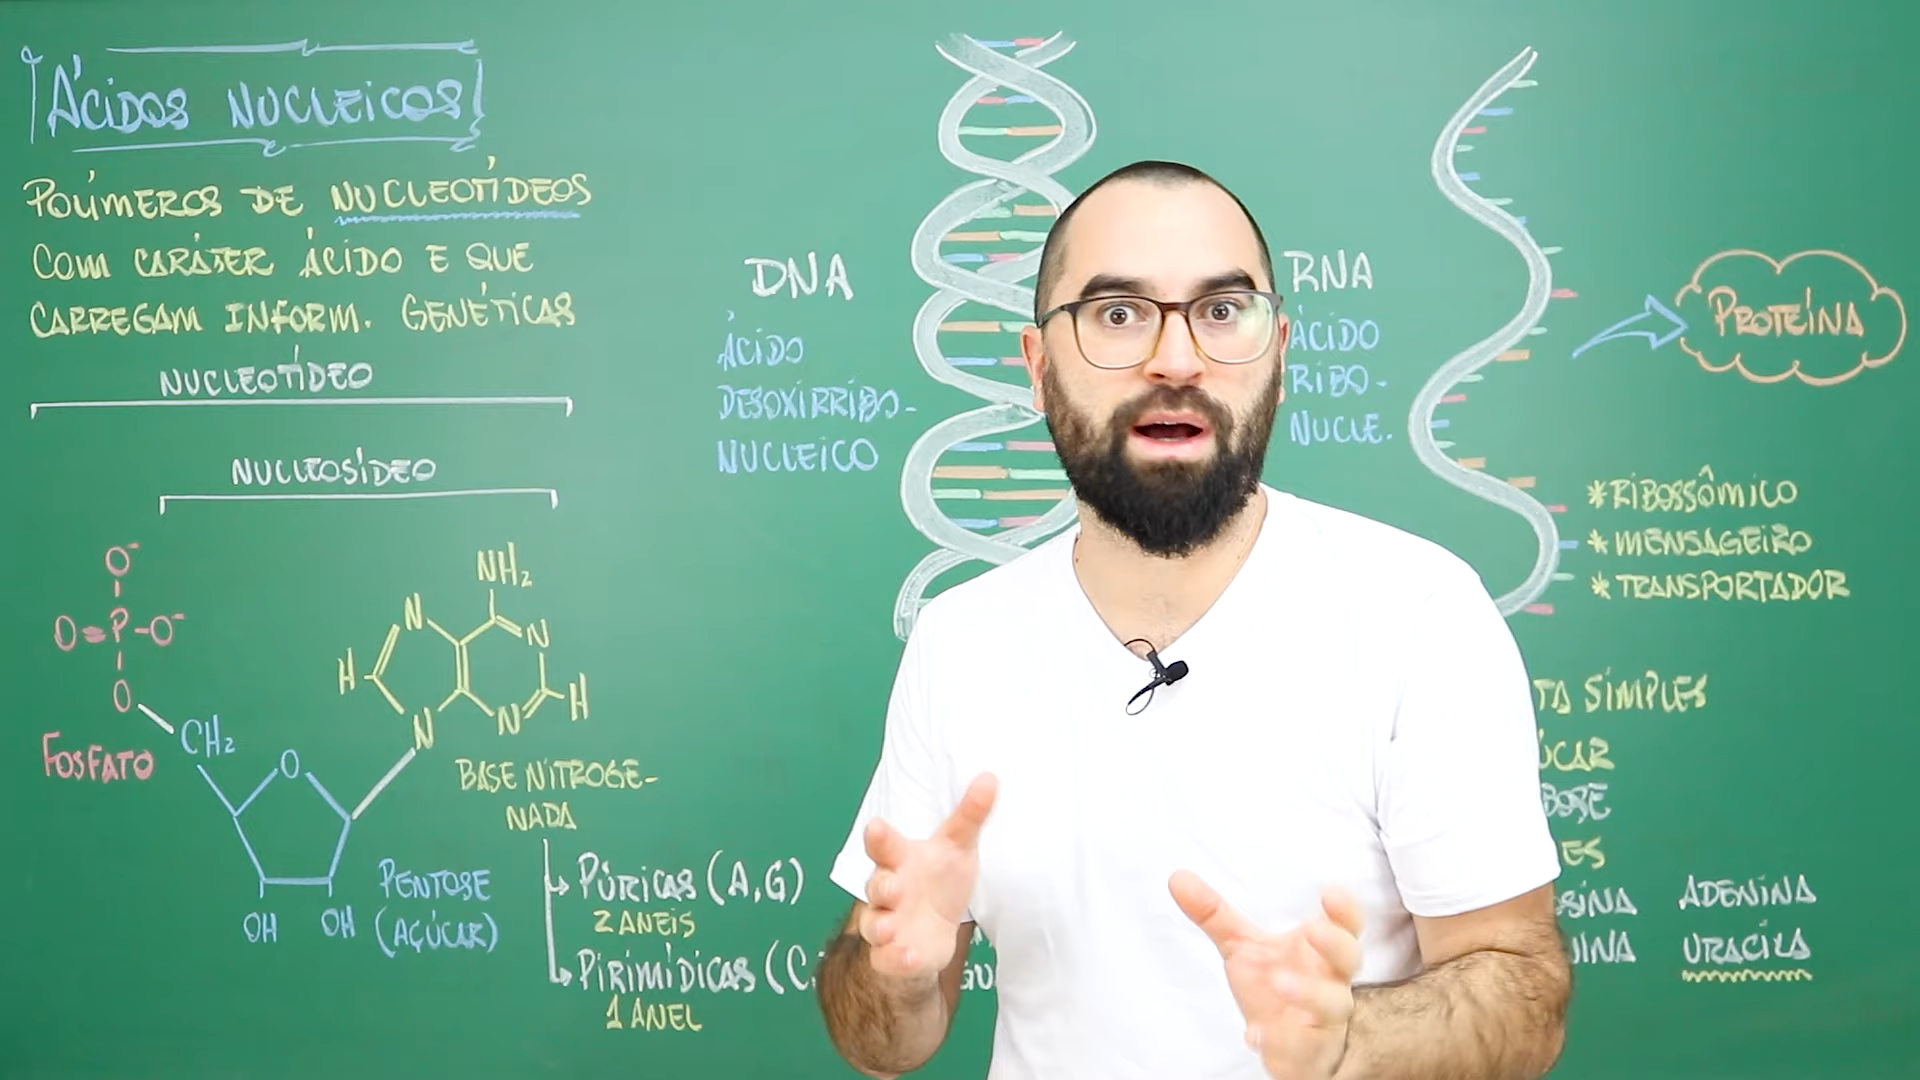 ÁCIDOS NUCLEICOS
POLÍMEROS DE NUCLEOTÍDEOS
COM CARÁTER ÁCIDO E QUE
CARREGAM INFORM. GENÉTICAS
NUCLEOTÍDEO
NUCLEOSÍDEO
O⁻
O=P-O⁻
O
FOSFATO
CH₂
O
OH OH
PENTOSE
(AÇÚCAR)
NH₂
N
N
H
H
N
N
BASE NITROGE-
NADA
PÚRICAS (A,G)
2 ANEIS
PIRIMÍDICAS (C,
1 ANEL
DNA
ÁCIDO
DESOXIRRIBO-
NUCLEICO
RNA
ÁCIDO
RIBO-
NUCLE.
PROTEÍNA
*RIBOSSÔMICO
*MENSAGEIRO
*TRANSPORTADOR
SIMPLES
ADENINA
URACILA